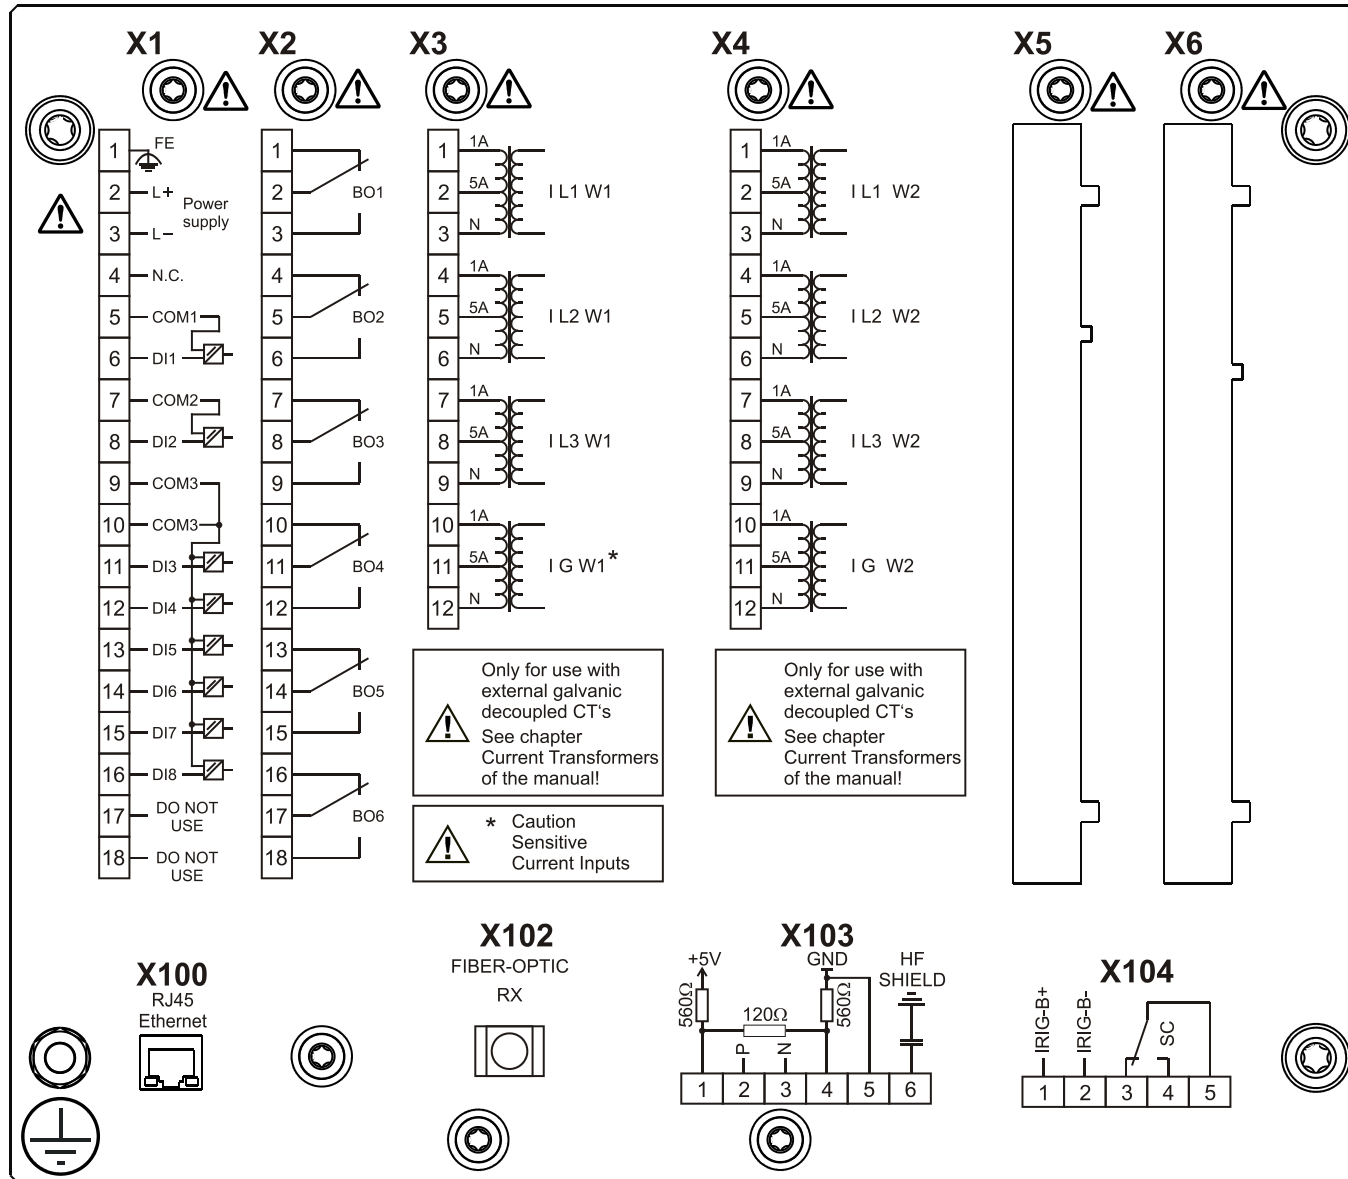 X1
X2
X3
X4
X5
X6
1
FE
2
L+
Power
supply
3
L–
4
N.C.
5
COM1
6
DI1
7
COM2
8
DI2
9
COM3
10
COM3
11
DI3
12
DI4
13
DI5
14
DI6
15
DI7
16
DI8
17
DO NOT
USE
18
DO NOT
USE
1
2
BO1
3
4
5
BO2
6
7
8
BO3
9
10
11
BO4
12
13
14
BO5
15
16
17
BO6
18
1
1A
2
5A
I L1 W1
3
N
4
1A
5
5A
I L2 W1
6
N
7
1A
8
5A
I L3 W1
9
N
10
1A
11
5A
I G W1*
12
N
Only for use with
external galvanic
decoupled CT‘s
See chapter
Current Transformers
of the manual!
* Caution
Sensitive
Current Inputs
1
1A
2
5A
I L1 W2
3
N
4
1A
5
5A
I L2 W2
6
N
7
1A
8
5A
I L3 W2
9
N
10
1A
11
5A
I G W2
12
N
Only for use with
external galvanic
decoupled CT‘s
See chapter
Current Transformers
of the manual!
X100
RJ45
Ethernet
X102
FIBER-OPTIC
RX
X103
+5V
GND
HF
SHIELD
560Ω
120Ω
560Ω
P
N
1 2 3 4 5 6
X104
IRIG-B+
IRIG-B-
SC
1 2 3 4 5